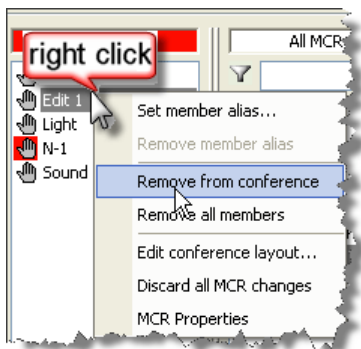 All MCR
right click
Edit 1
Light
N-1
Sound
Set member alias...
Remove member alias
Remove from conference
Remove all members
Edit conference layout...
Discard all MCR changes
MCR Properties